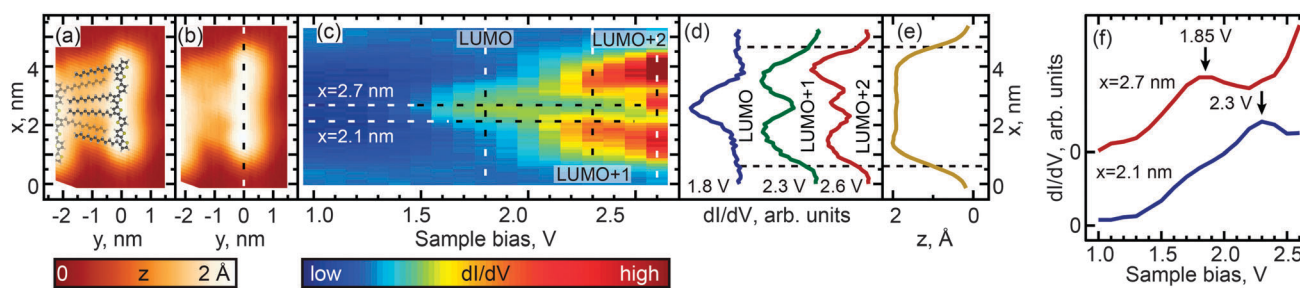 (a)
x, nm
4
2
0
-2 -1 0 1
y, nm
0 z 2 Å
(b)
-2 -1 0 1
y, nm
(c)
LUMO
LUMO+2
x=2.7 nm
x=2.1 nm
LUMO+1
1.0 1.5 2.0 2.5
Sample bias, V
low dI/dV high
(d)
LUMO
LUMO+1
LUMO+2
1.8 V 2.3 V 2.6 V
dI/dV, arb. units
(e)
4
2
0
x, nm
2 0
z, Å
(f)
1.85 V
x=2.7 nm
2.3 V
0
x=2.1 nm
0
dI/dV, arb. units
1.0 1.5 2.0 2.5
Sample bias, V